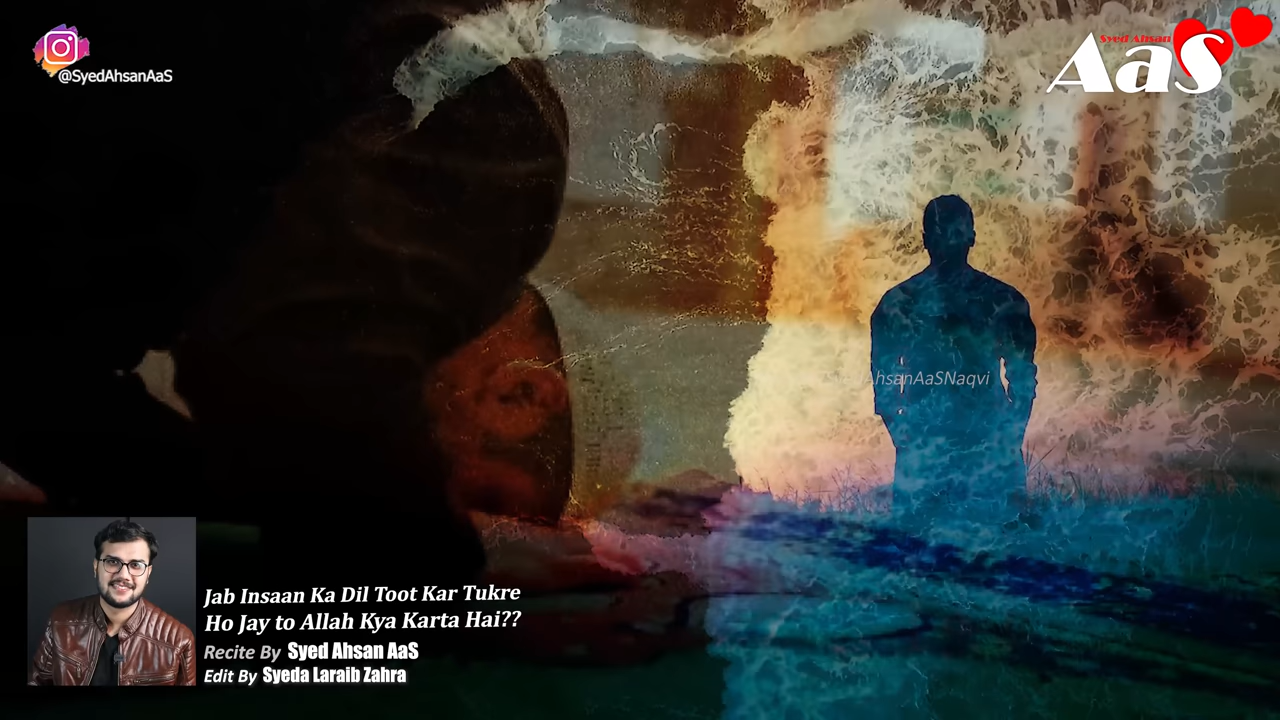 @SyedAhsanAaS
Syed Ahsan
AaS
AhsanAaSNaqvi
Jab Insaan Ka Dil Toot Kar Tukre
Ho Jay to Allah Kya Karta Hai??
Recite By Syed Ahsan AaS
Edit By Syeda Laraib Zahra